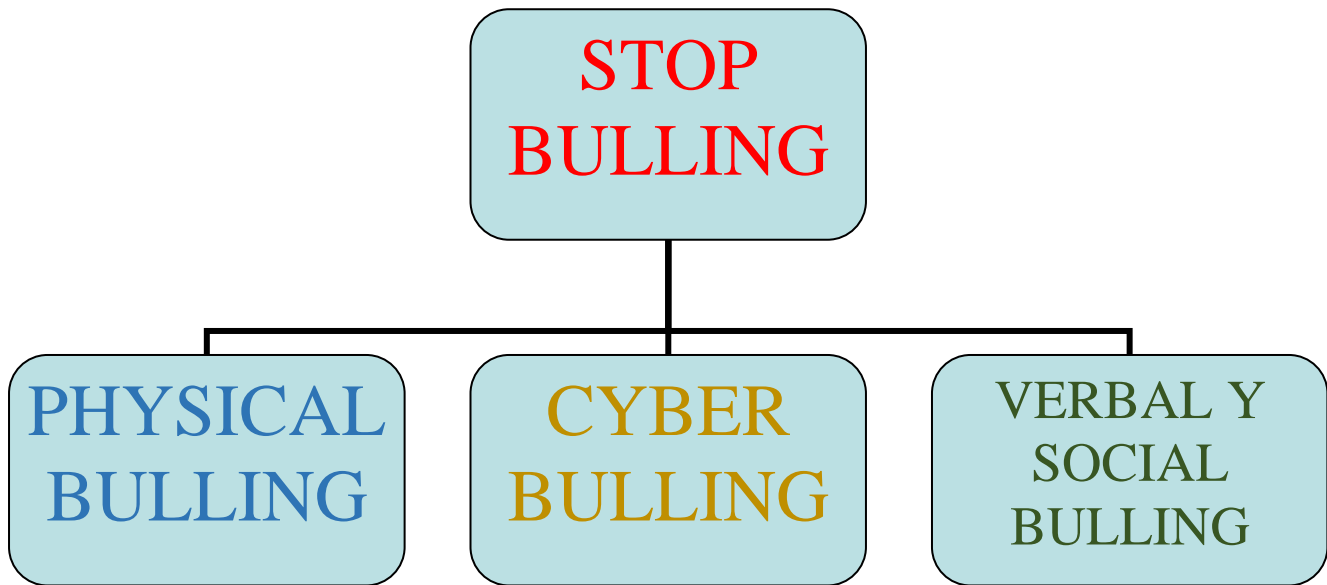 STOP
BULLING
PHYSICAL
BULLING
CYBER
BULLING
VERBAL Y
SOCIAL
BULLING